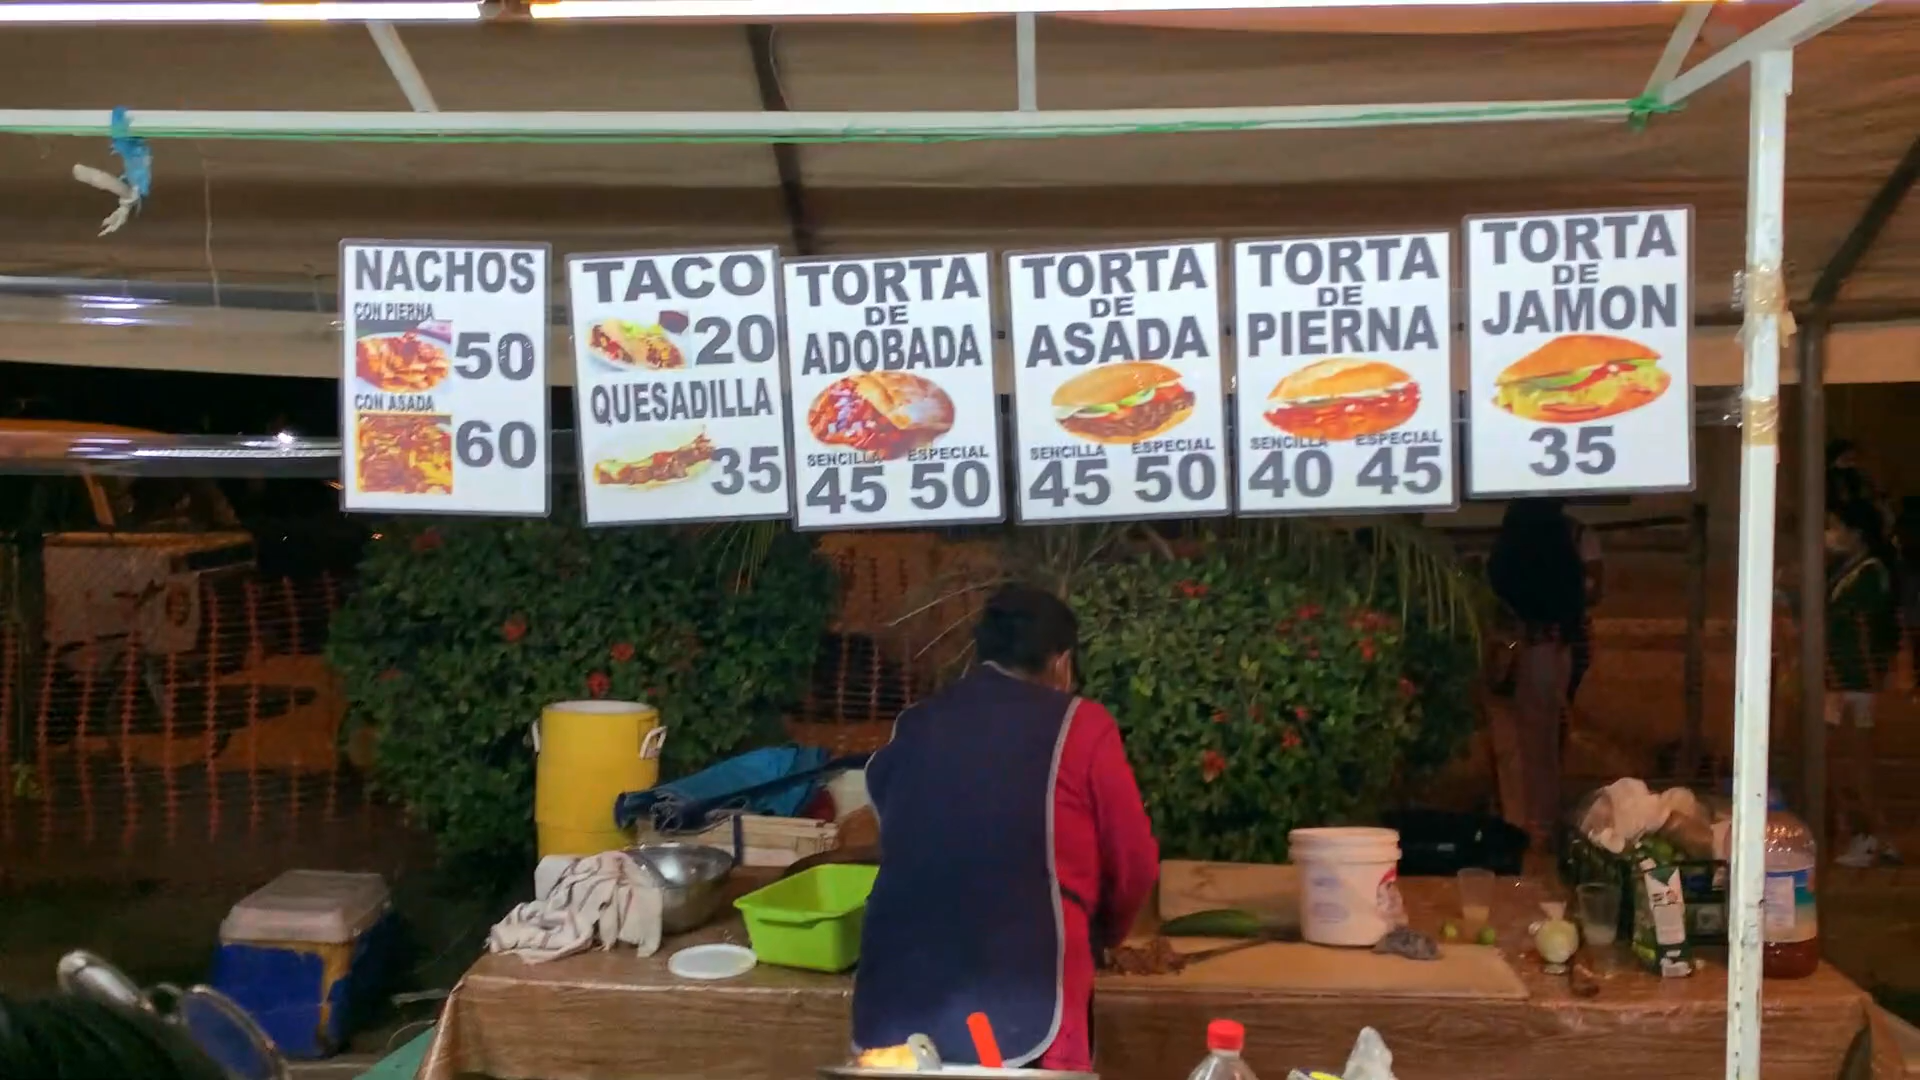 NACHOS
CON PIERNA
50
CON ASADA
60
TACO
20
QUESADILLA
35
TORTA
DE
ADOBADA
SENCILLA ESPECIAL
45 50
TORTA
DE
ASADA
SENCILLA ESPECIAL
45 50
TORTA
DE
PIERNA
SENCILLA ESPECIAL
40 45
TORTA
DE
JAMON
35